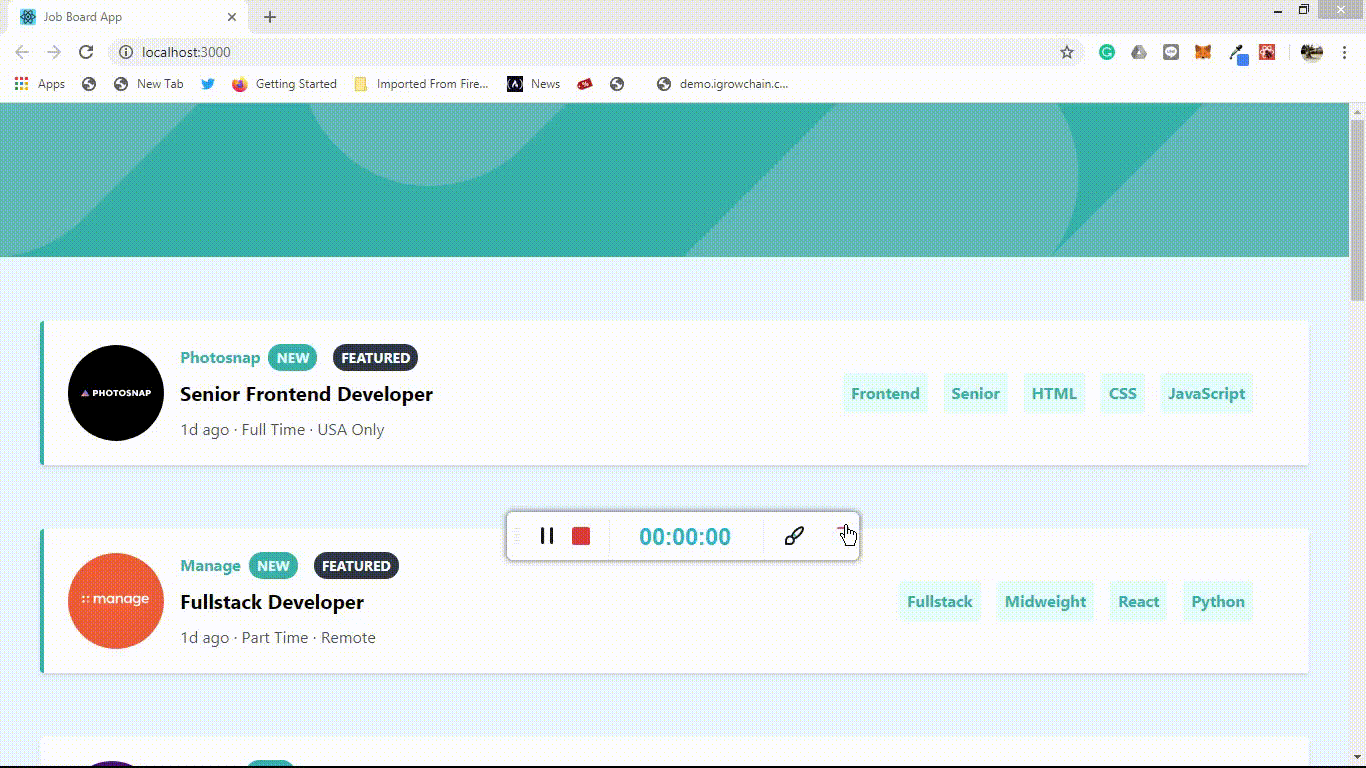 Job Board App
localhost:3000
Apps New Tab Getting Started Imported From Fire... News demo.igrowchain.c...
PHOTOSNAP
Photosnap NEW FEATURED
Senior Frontend Developer
1d ago · Full Time · USA Only
Frontend Senior HTML CSS JavaScript
00:00:00
manage
Manage NEW FEATURED
Fullstack Developer
1d ago · Part Time · Remote
Fullstack Midweight React Python